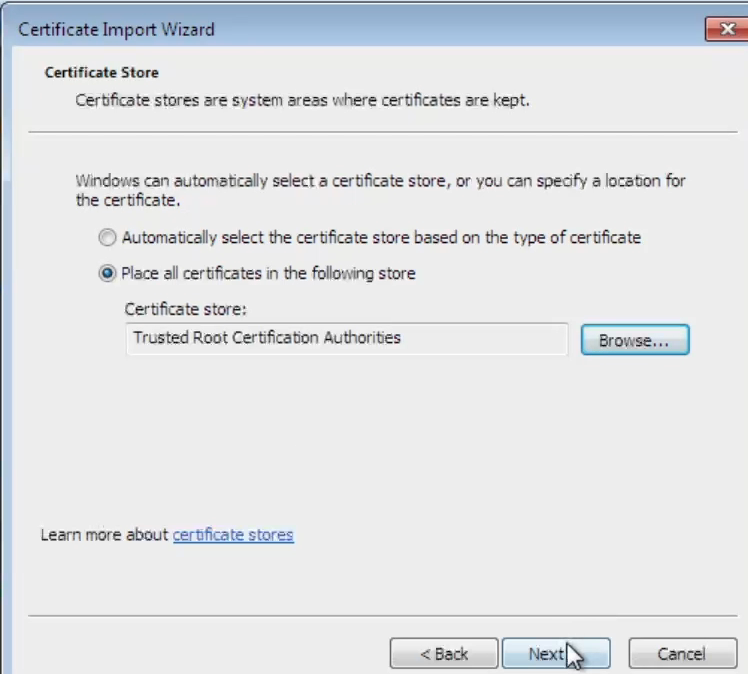 Certificate Import Wizard
Certificate Store
Certificate stores are system areas where certificates are kept.
Windows can automatically select a certificate store, or you can specify a location for
the certificate.
Automatically select the certificate store based on the type of certificate
Place all certificates in the following store
Certificate store:
Trusted Root Certification Authorities
Browse...
Learn more about certificate stores
< Back
Next
Cancel